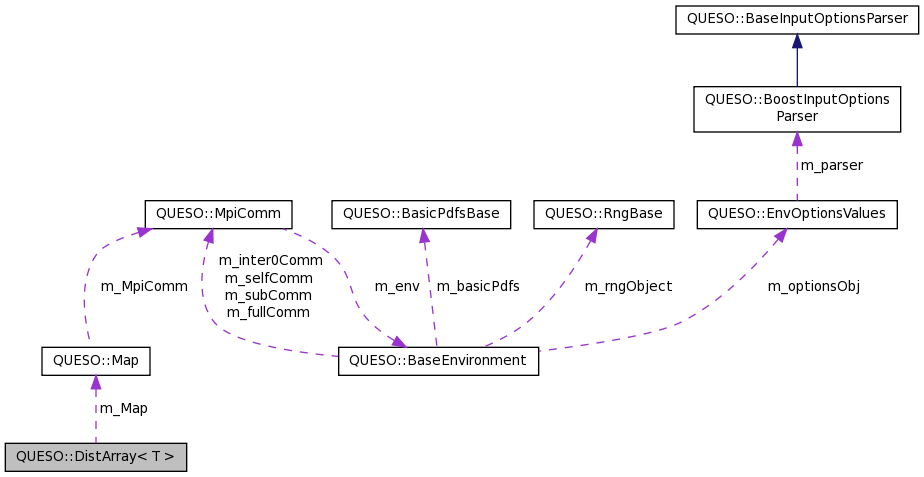 QUESO::BaseInputOptionsParser
QUESO::BoostInputOptions
Parser
m_parser
QUESO::MpiComm
QUESO::BasicPdfsBase
QUESO::RngBase
QUESO::EnvOptionsValues
m_MpiComm
m_inter0Comm
m_selfComm
m_subComm
m_fullComm
m_env
m_basicPdfs
m_rngObject
m_optionsObj
QUESO::Map
QUESO::BaseEnvironment
m_Map
QUESO::DistArray< T >